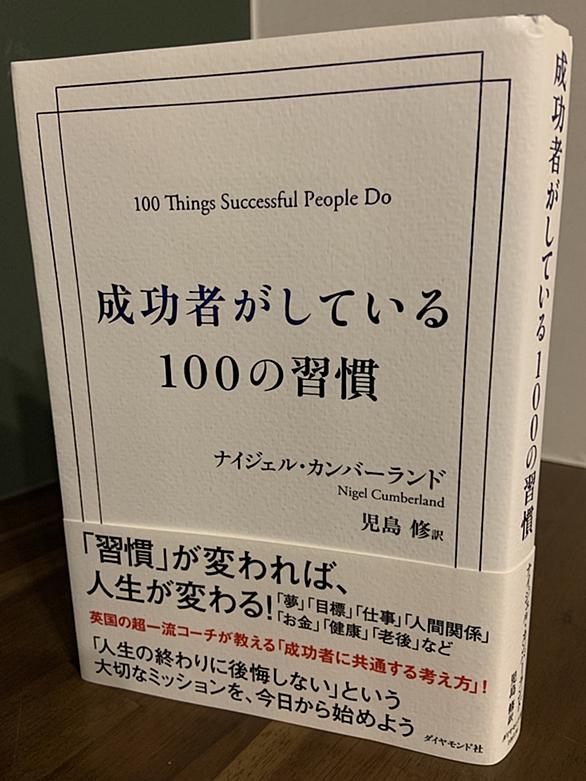 100 Things Successful People Do
成功者がしている
100の習慣
ナイジェル・カンバーランド
Nigel Cumberland
児島 修訳
「習慣」が変われば、
人生が変わる!
「夢」「目標」「仕事」「人間関係」
「お金」「健康」「老後」など
英国の超一流コーチが教える「成功者に共通する考え方」!
「人生の終わりに後悔しない」という
大切なミッションを、今日から始めよう
ダイヤモンド社
成功者がしている100の習慣
児島 修訳